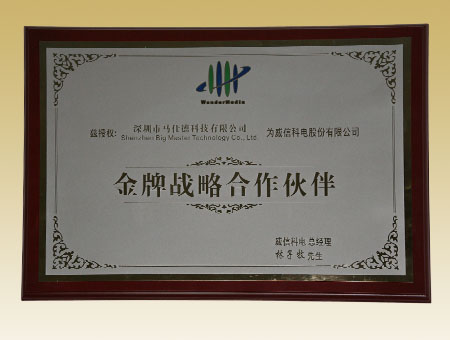 WonderMedia
兹授权: 深圳市马仕德科技有限公司 为威信科电股份有限公司
Shenzhen Big Master Technology Co., Ltd.
金牌战略合作伙伴
威信科电 总经理
林子牧 先生